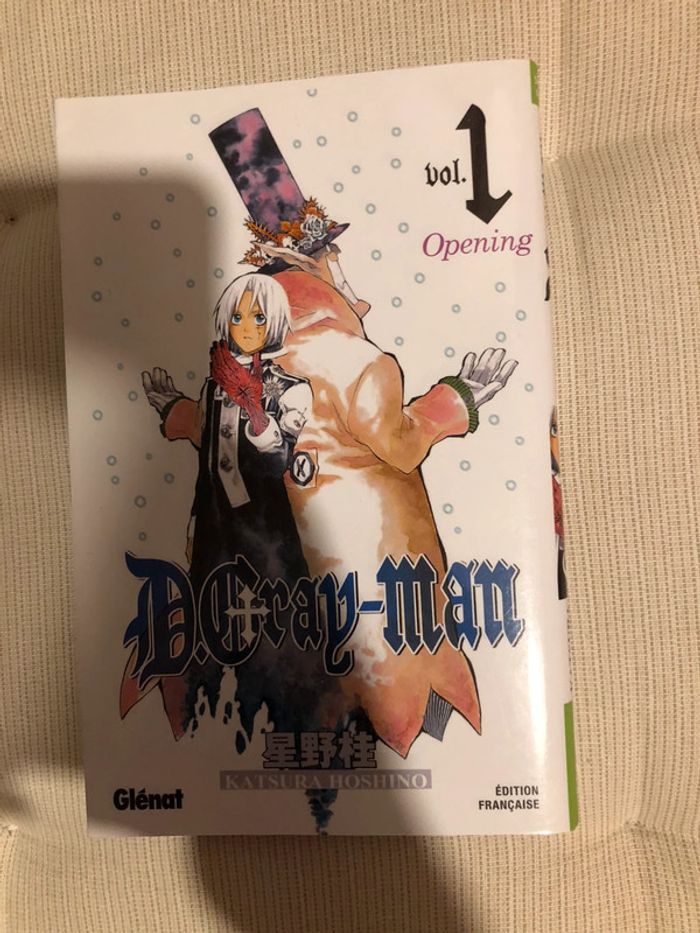 vol.1
Opening
D.Gray-man
星野桂
KATSURA HOSHINO
Glénat
ÉDITION
FRANÇAISE